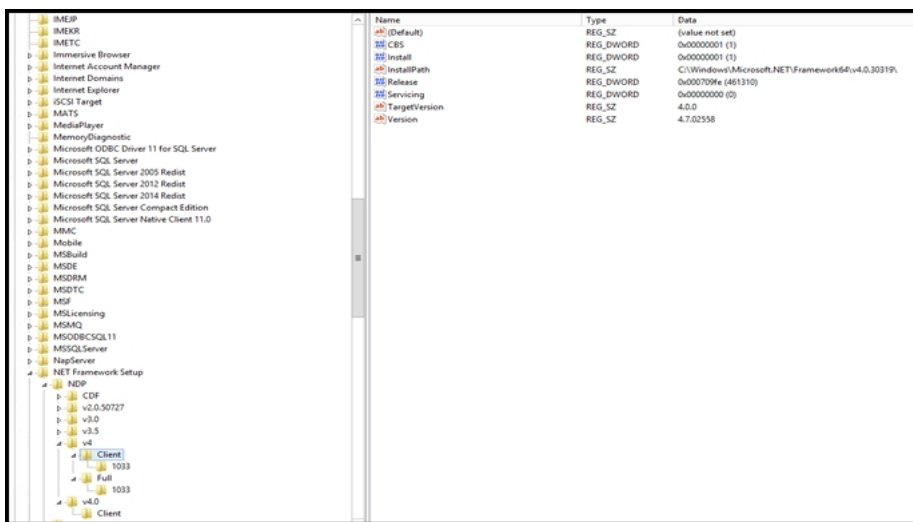 IMEJP
IMEKR
IMETC
Immersive Browser
Internet Account Manager
Internet Domains
Internet Explorer
iSCSI Target
MATS
MediaPlayer
MemoryDiagnostic
Microsoft ODBC Driver 11 for SQL Server
Microsoft SQL Server
Microsoft SQL Server 2005 Redist
Microsoft SQL Server 2012 Redist
Microsoft SQL Server 2014 Redist
Microsoft SQL Server Compact Edition
Microsoft SQL Server Native Client 11.0
MMC
Mobile
MSBuild
MSDE
MSDRM
MSDTC
MSF
MSLicensing
MSMQ
MSODBCSQL11
MSSQLServer
NapServer
NET Framework Setup
NDP
CDF
v2.0.50727
v3.0
v3.5
v4
Client
1033
Full
1033
v4.0
Client
Name Type Data
ab (Default) REG_SZ (value not set)
CBS REG_DWORD 0x00000001 (1)
Install REG_DWORD 0x00000001 (1)
ab InstallPath REG_SZ C:\Windows\Microsoft.NET\Framework64\v4.0.30319\
Release REG_DWORD 0x000709fe (461310)
Servicing REG_DWORD 0x00000000 (0)
ab TargetVersion REG_SZ 4.0.0
ab Version REG_SZ 4.7.02558